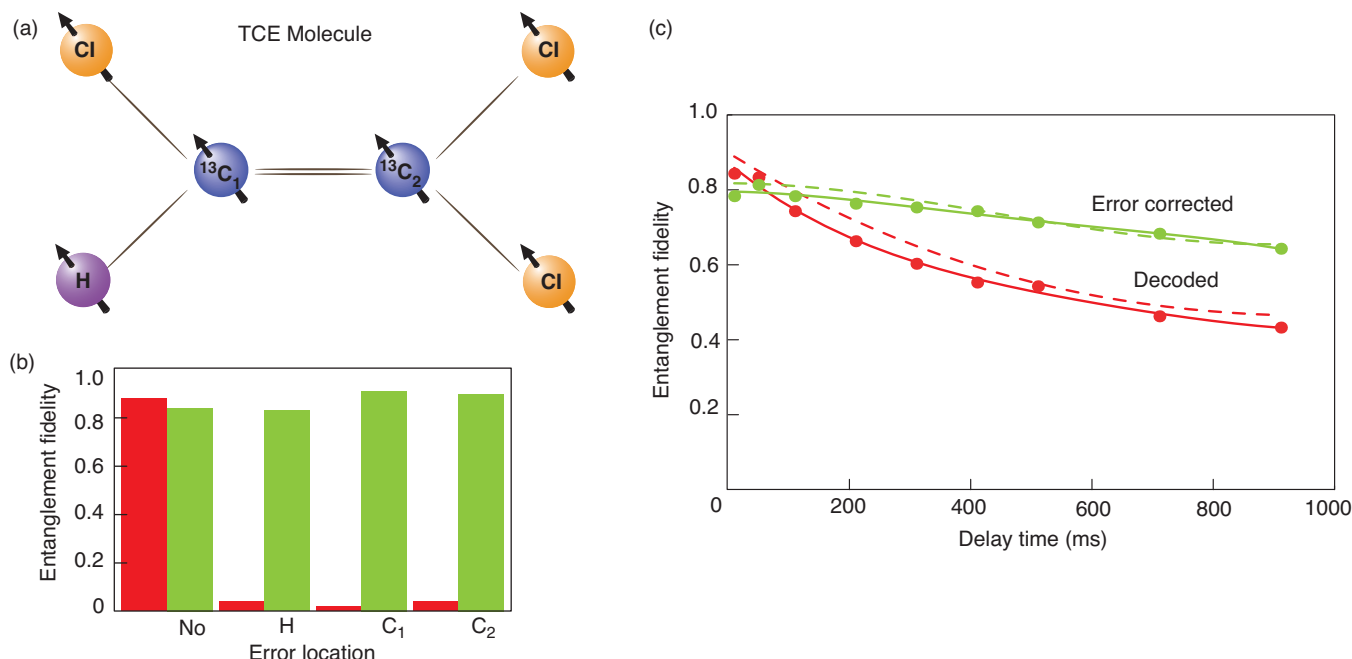 (a)
TCE Molecule
Cl
Cl
¹³C₁
¹³C₂
H
Cl
(b)
Entanglement fidelity
1.0
0.8
0.6
0.4
0.2
0
No
H
C₁
C₂
Error location
(c)
Entanglement fidelity
1.0
0.8
0.6
0.4
0.2
Error corrected
Decoded
0
200
400
600
800
1000
Delay time (ms)